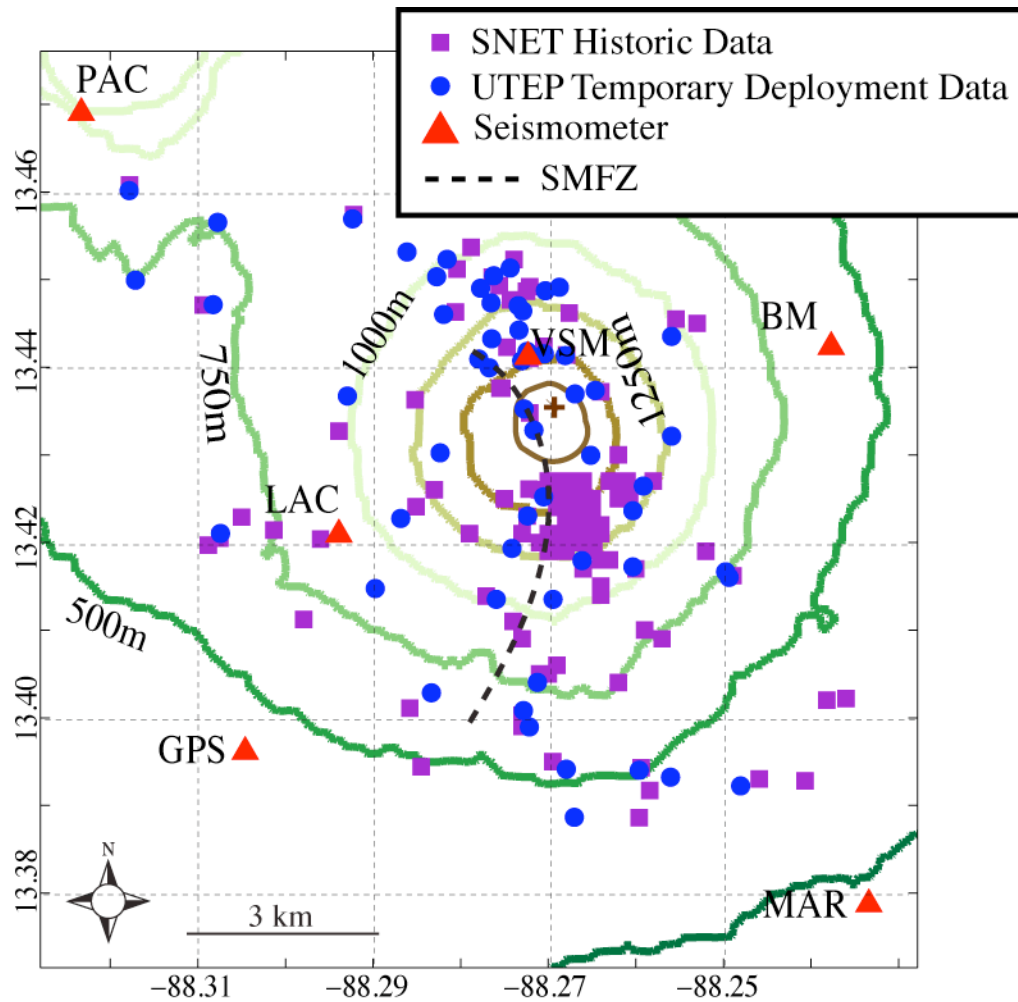 SNET Historic Data
UTEP Temporary Deployment Data
Seismometer
SMFZ
PAC
13.46
1000m
1250m
BM
VSM
13.44
750m
LAC
13.42
500m
13.40
GPS
N
13.38
3 km
MAR
−88.31
−88.29
−88.27
−88.25